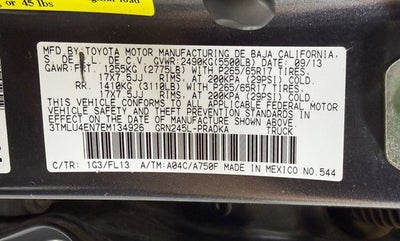 or 45 lbs
MFD.BY:TOYOTA MOTOR MANUFACTURING DE BAJA CALIFORNIA.
S. DE R.L. DE C.V. GVWR:2490KG(5500LB) 09/13
GAWR:FRT. 1255KG (2775LB) WITH P265/65R17 TIRES.
17X7.5JJ RIMS, AT 200KPA (29PSI) COLD.
RR. 1410KG (3110LB) WITH P265/65R17 TIRES.
17X7.5JJ RIMS, AT 200KPA (29PSI) COLD.
THIS VEHICLE CONFORMS TO ALL APPLICABLE FEDERAL MOTOR
VEHICLE SAFETY AND THEFT PREVENTION STANDARDS IN
EFFECT ON THE DATE OF MANUFACTURE SHOWN ABOVE.
3TMLU4EN7EM134926 GRN245L-PRADKA TRUCK
C/TR: 1G3/FL13 A/TM:A04C/A750F MADE IN MEXICO NO.544